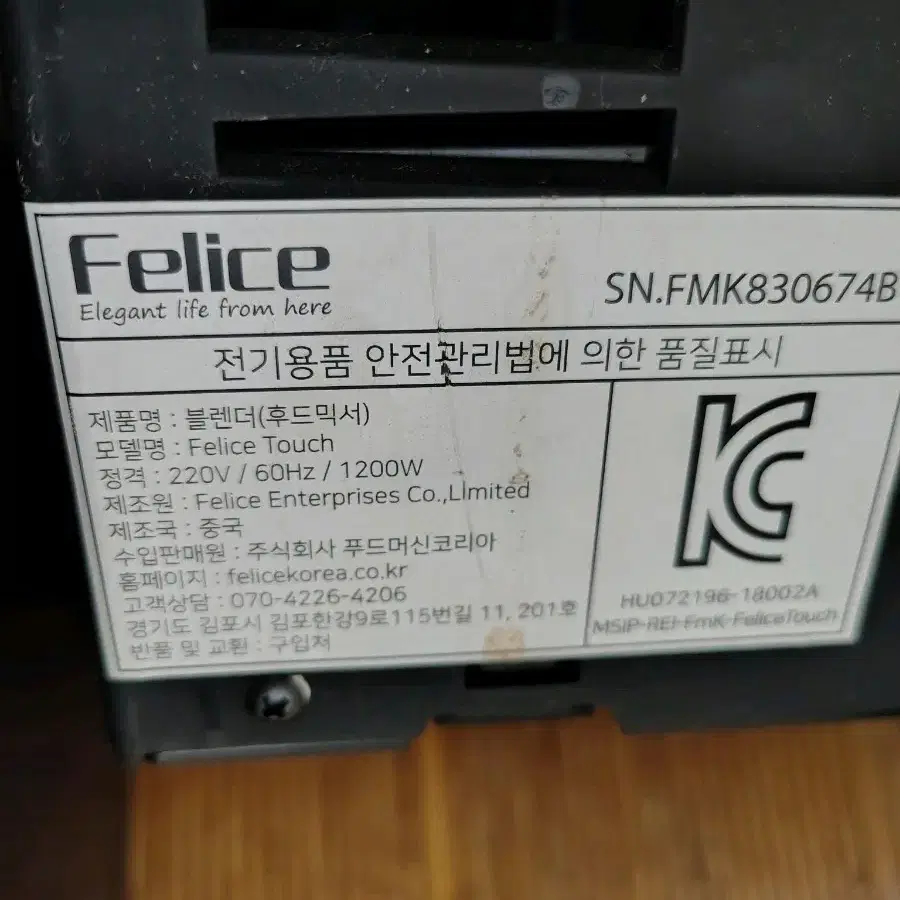 Felice
Elegant life from here
SN.FMK830674B
전기용품 안전관리법에 의한 품질표시
제품명 : 블렌더(후드믹서)
모델명 : Felice Touch
정격 : 220V / 60Hz / 1200W
제조원 : Felice Enterprises Co.,LImited
제조국 : 중국
수입판매원 : 주식회사 푸드머신코리아
홈페이지 : felicekorea.co.kr
고객상담 : 070-4226-4206
경기도 김포시 김포한강9로115번길 11, 201호
반품 및 교환 : 구입처
KC
HU072196-18002A
MSIP-REI-FmK-FeliceTouch